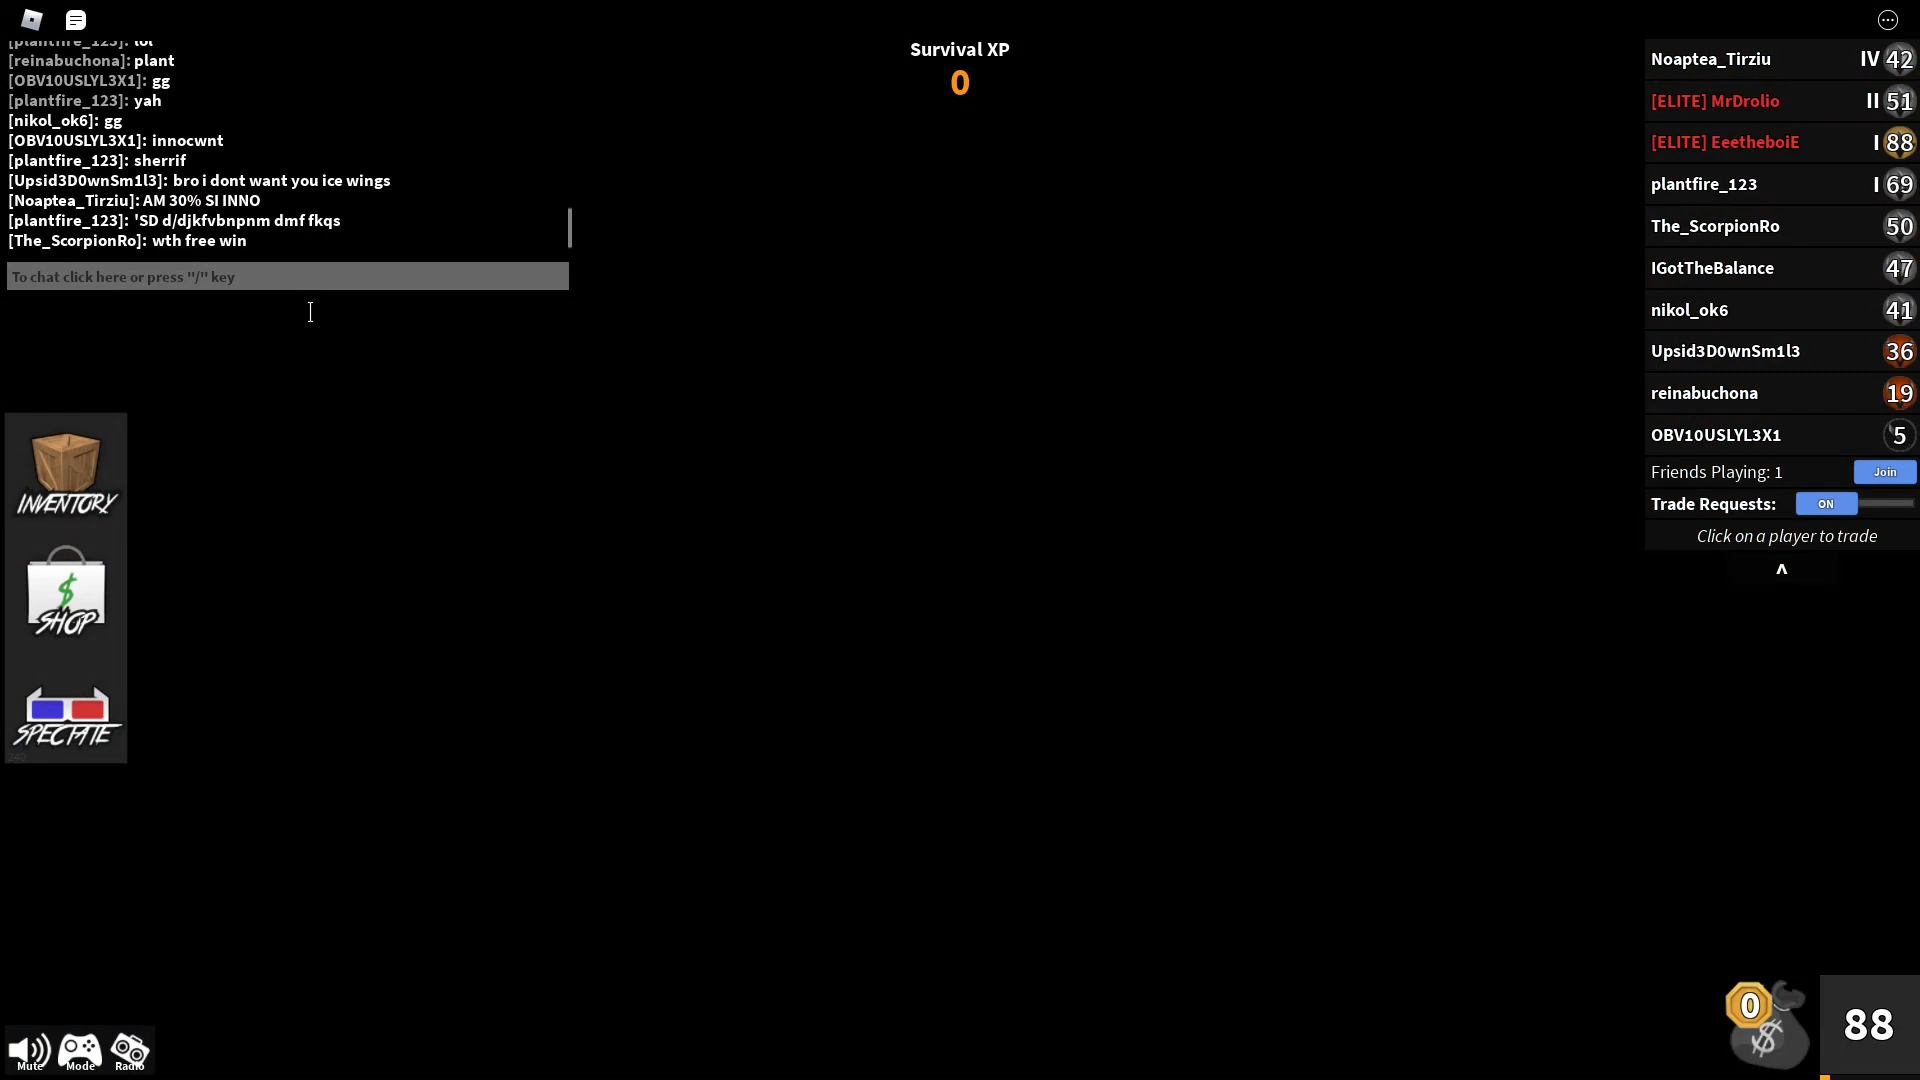 [plantfire_123]: lol
[reinabuchona]: plant
[OBV10USLYL3X1]: gg
[plantfire_123]: yah
[nikol_ok6]: gg
[OBV10USLYL3X1]: innocwnt
[plantfire_123]: sherrif
[Upsid3D0wnSm1l3]: bro i dont want you ice wings
[Noaptea_Tirziu]: AM 30% SI INNO
[plantfire_123]: 'SD d/djkfvbnpnm dmf fkqs
[The_ScorpionRo]: wth free win
To chat click here or press "/" key
Survival XP
0
Noaptea_Tirziu IV 42
[ELITE] MrDrolio II 51
[ELITE] EeetheboiE I 88
plantfire_123 I 69
The_ScorpionRo 50
IGotTheBalance 47
nikol_ok6 41
Upsid3D0wnSm1l3 36
reinabuchona 19
OBV10USLYL3X1 5
Friends Playing: 1 Join
Trade Requests: ON
Click on a player to trade
^
INVENTORY
$
SHOP
SPECTATE
Mute Mode Radio
0
$
88